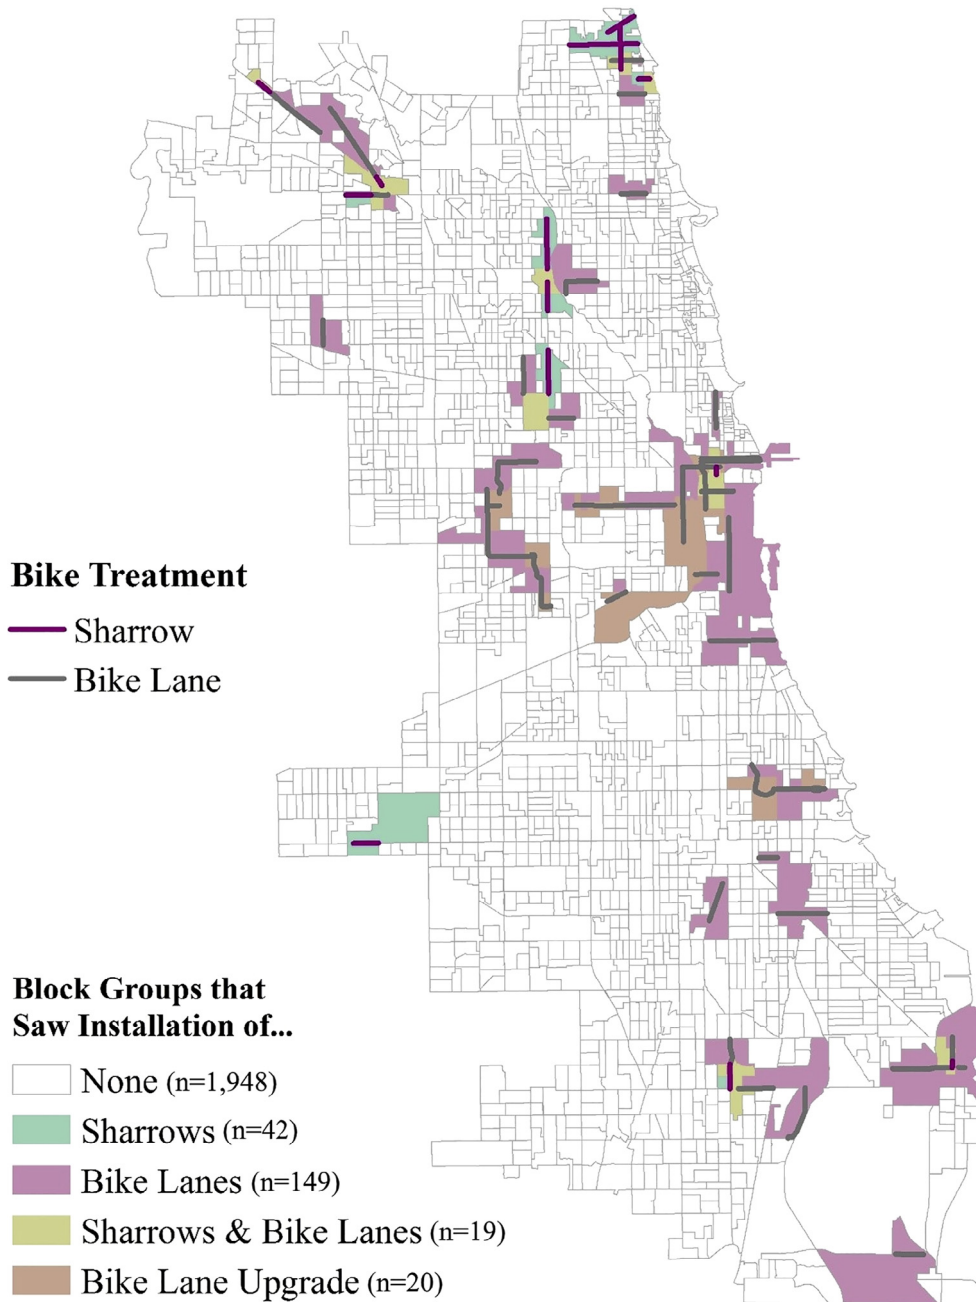 Bike Treatment
Sharrow
Bike Lane
Block Groups that
Saw Installation of...
None (n=1,948)
Sharrows (n=42)
Bike Lanes (n=149)
Sharrows & Bike Lanes (n=19)
Bike Lane Upgrade (n=20)